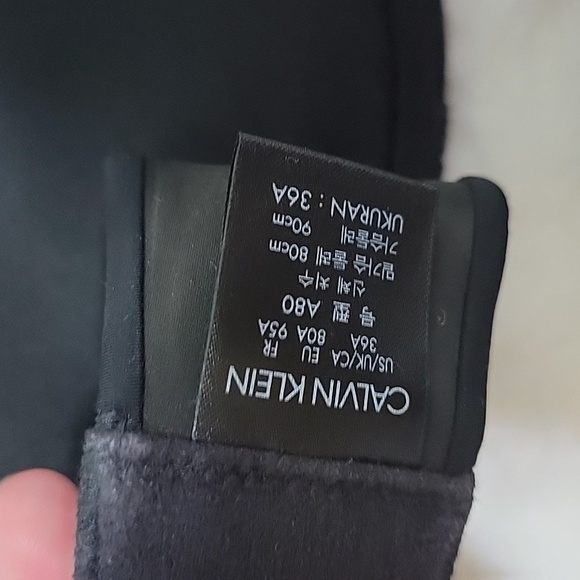 CALVIN KLEIN
US/UK/CA EU FR
36A 80A 95A
号型 A80
신체 치수
밑가슴 둘레 80cm
가슴둘레 90cm
UKURAN : 36A